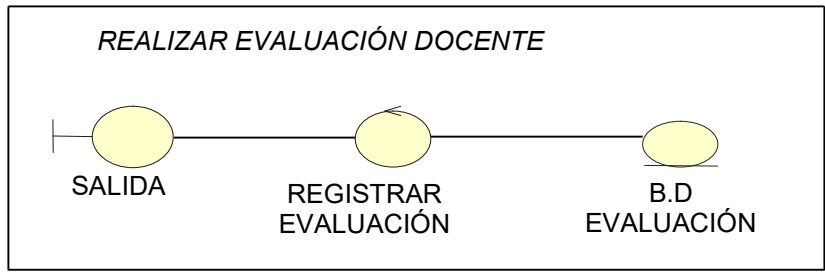 REALIZAR EVALUACIÓN DOCENTE
SALIDA
REGISTRAR
EVALUACIÓN
B.D
EVALUACIÓN